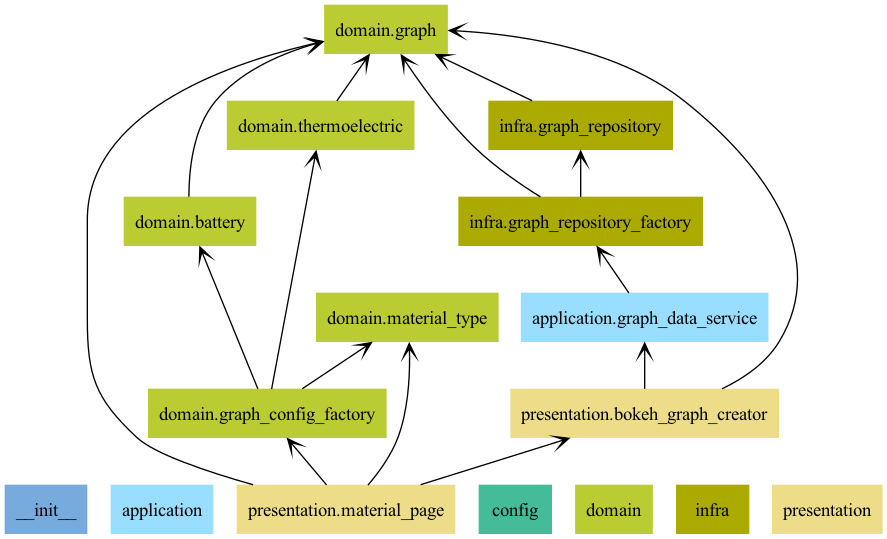 domain.graph
domain.thermoelectric
infra.graph_repository
domain.battery
infra.graph_repository_factory
domain.material_type
application.graph_data_service
domain.graph_config_factory
presentation.bokeh_graph_creator
__init__
application
presentation.material_page
config
domain
infra
presentation